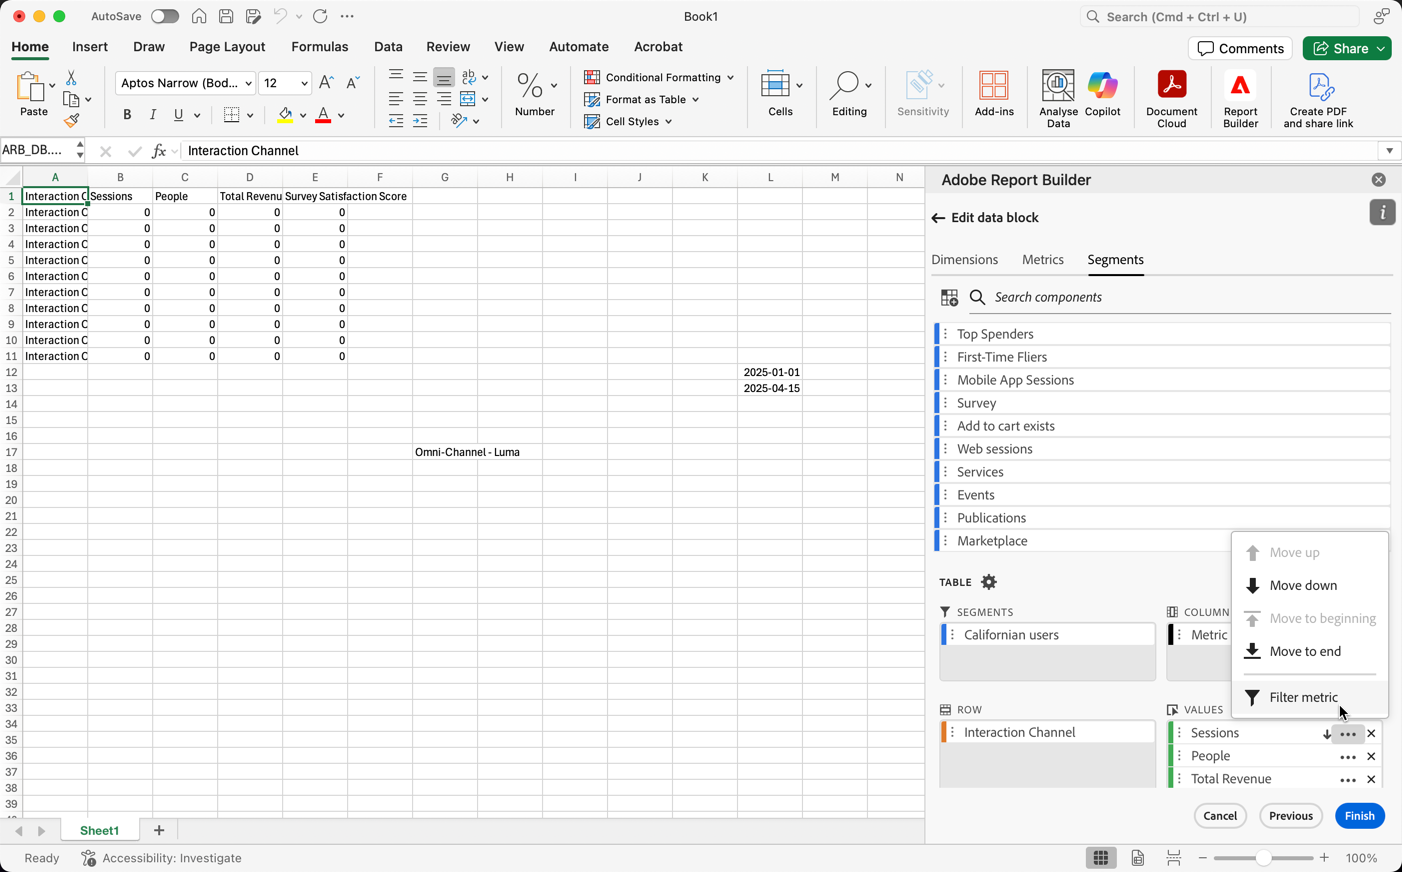 AutoSave
Book1
Search (Cmd + Ctrl + U)
Home Insert Draw Page Layout Formulas Data Review View Automate Acrobat
Comments
Share
Paste
Aptos Narrow (Bod...
12
B I U
Number
Conditional Formatting
Format as Table
Cell Styles
Cells
Editing
Sensitivity
Add-ins
Analyse Data
Copilot
Document Cloud
Report Builder
Create PDF and share link
ARB_DB....
fx
Interaction Channel
A B C D E F G H I J K L M N
1 Interaction C Sessions People Total Revenu Survey Satisfaction Score
2 Interaction C 0 0 0 0
3 Interaction C 0 0 0 0
4 Interaction C 0 0 0 0
5 Interaction C 0 0 0 0
6 Interaction C 0 0 0 0
7 Interaction C 0 0 0 0
8 Interaction C 0 0 0 0
9 Interaction C 0 0 0 0
10 Interaction C 0 0 0 0
11 Interaction C 0 0 0 0
12 2025-01-01
13 2025-04-15
14
15
16
17 Omni-Channel - Luma
18
19
20
21
22
23
24
25
26
27
28
29
30
31
32
33
34
35
36
37
38
39
Adobe Report Builder
Edit data block
Dimensions Metrics Segments
Search components
Top Spenders
First-Time Fliers
Mobile App Sessions
Survey
Add to cart exists
Web sessions
Services
Events
Publications
Marketplace
Move up
Move down
Move to beginning
Move to end
Filter metric
TABLE
SEGMENTS
Californian users
COLUMN
Metric
ROW
Interaction Channel
VALUES
Sessions
People
Total Revenue
Cancel Previous Finish
Sheet1
Ready
Accessibility: Investigate
100%